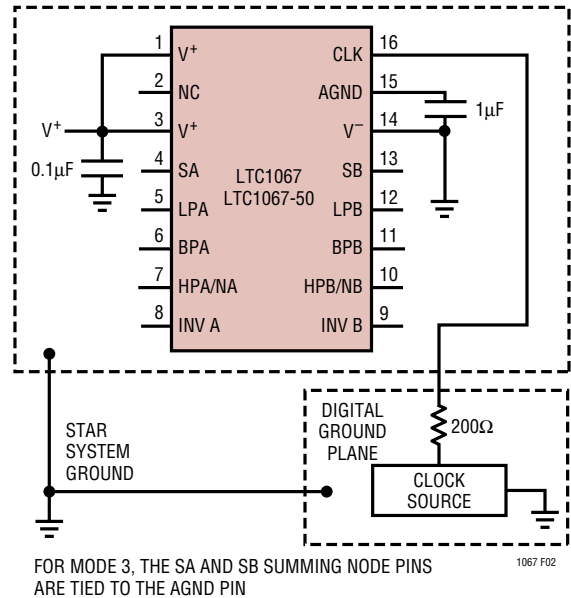 1
V+
CLK
16
2
NC
AGND
15
1µF
V+
3
V+
V−
14
0.1µF
4
SA
SB
13
LTC1067
LTC1067-50
5
LPA
LPB
12
6
BPA
BPB
11
7
HPA/NA
HPB/NB
10
8
INV A
INV B
9
STAR
SYSTEM
GROUND
DIGITAL
GROUND
PLANE
200Ω
CLOCK
SOURCE
FOR MODE 3, THE SA AND SB SUMMING NODE PINS
ARE TIED TO THE AGND PIN
1067 F02